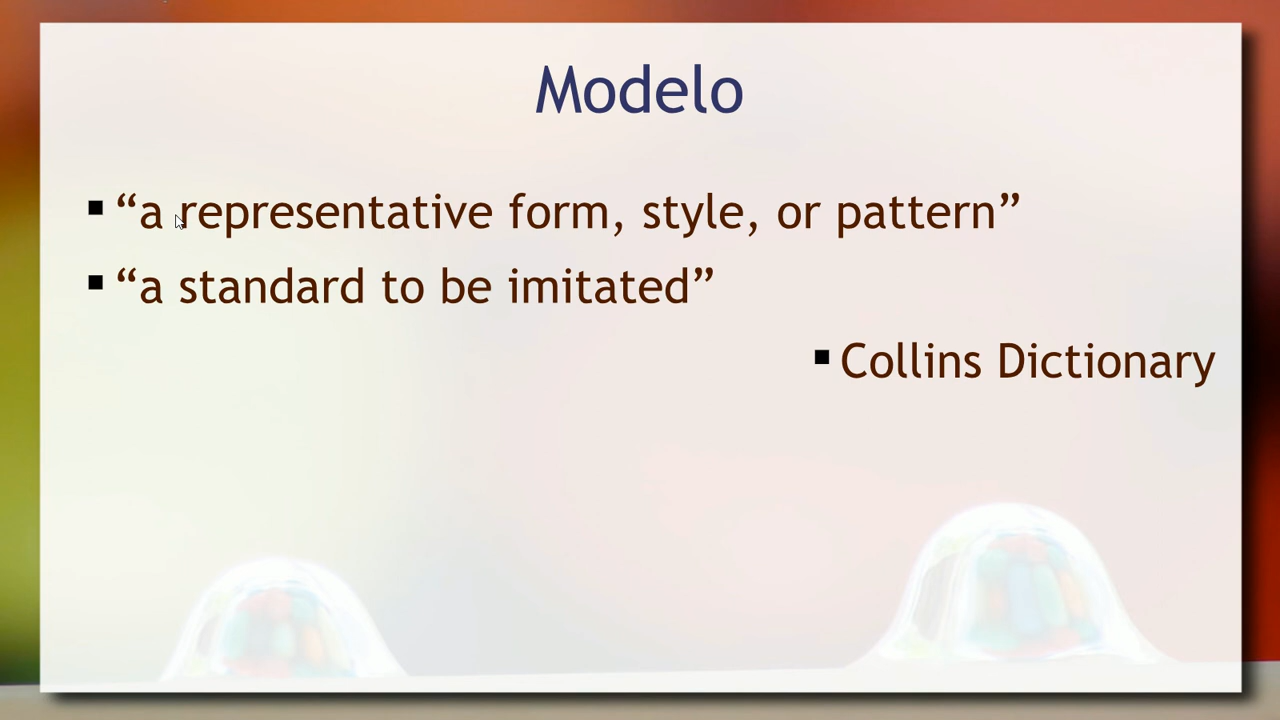 Modelo
▪ “a representative form, style, or pattern”
▪ “a standard to be imitated”
▪ Collins Dictionary